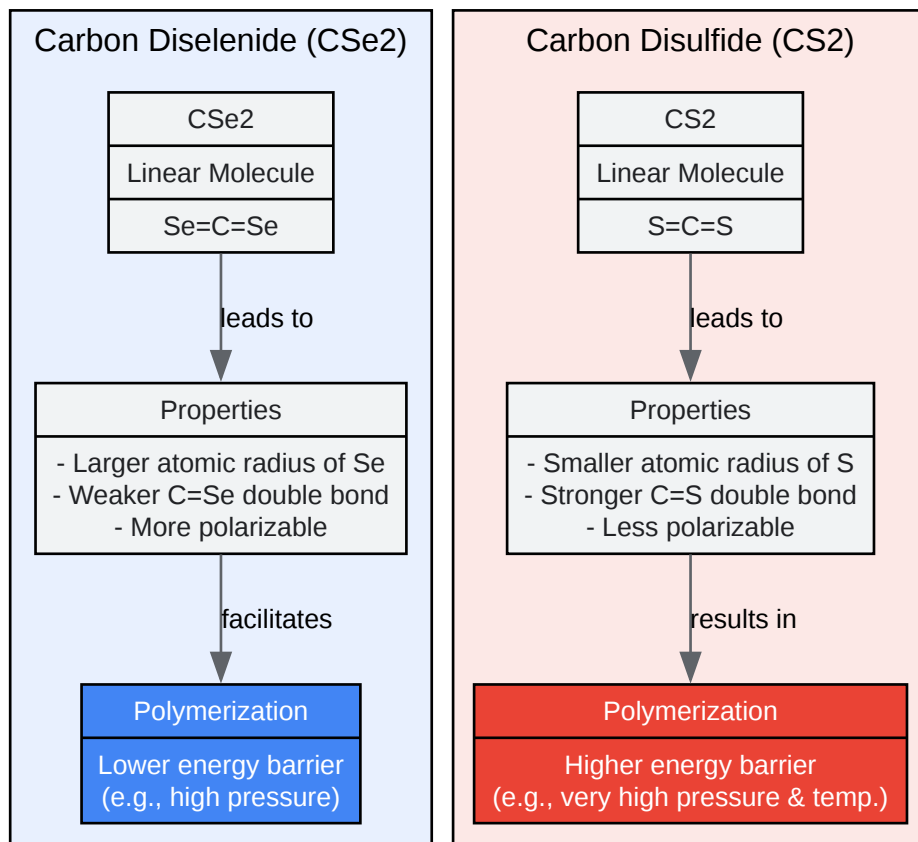 Carbon Diselenide (CSe2)
CSe2
Linear Molecule
Se=C=Se
leads to
Properties
- Larger atomic radius of Se
- Weaker C=Se double bond
- More polarizable
facilitates
Polymerization
Lower energy barrier
(e.g., high pressure)
Carbon Disulfide (CS2)
CS2
Linear Molecule
S=C=S
leads to
Properties
- Smaller atomic radius of S
- Stronger C=S double bond
- Less polarizable
results in
Polymerization
Higher energy barrier
(e.g., very high pressure & temp.)